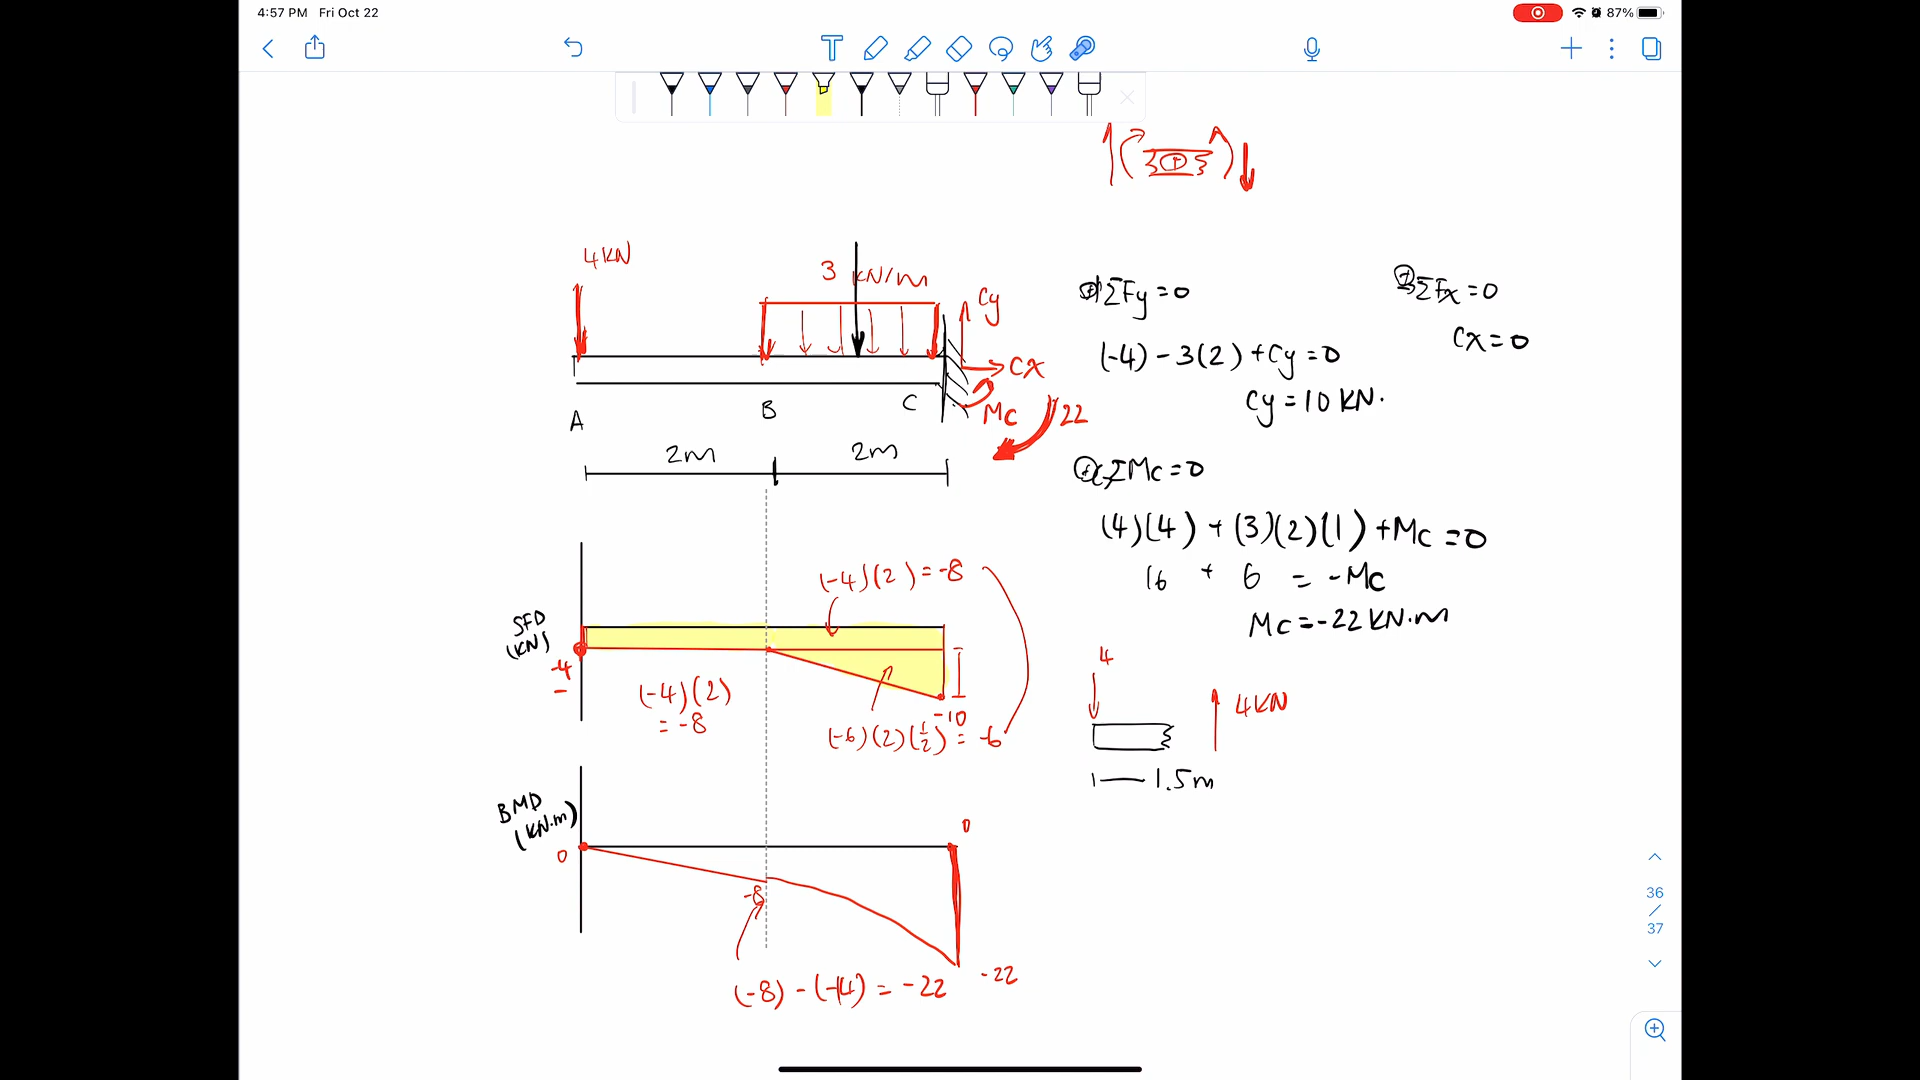 4:57 PM Fri Oct 22
87%
T
4KN
3 KN/m
Cy
Cx
Mc
22
A
B
C
2m
2m
ΣFy=0
(-4) - 3(2) + Cy = 0
Cy = 10 KN.
ΣFx = 0
Cx = 0
ΣMc = 0
(4)(4) + (3)(2)(1) + Mc = 0
16 + 6 = -Mc
Mc = -22 KN.m
SFD
(KN)
-4
(-4)(2) = -8
(-4)(2)
= -8
-10
(-6)(2)(1/2) = -6
4
4KN
1.5m
BMD
(KN.m)
0
0
-8
-22
(-8) - (-14) = -22
36
/
37